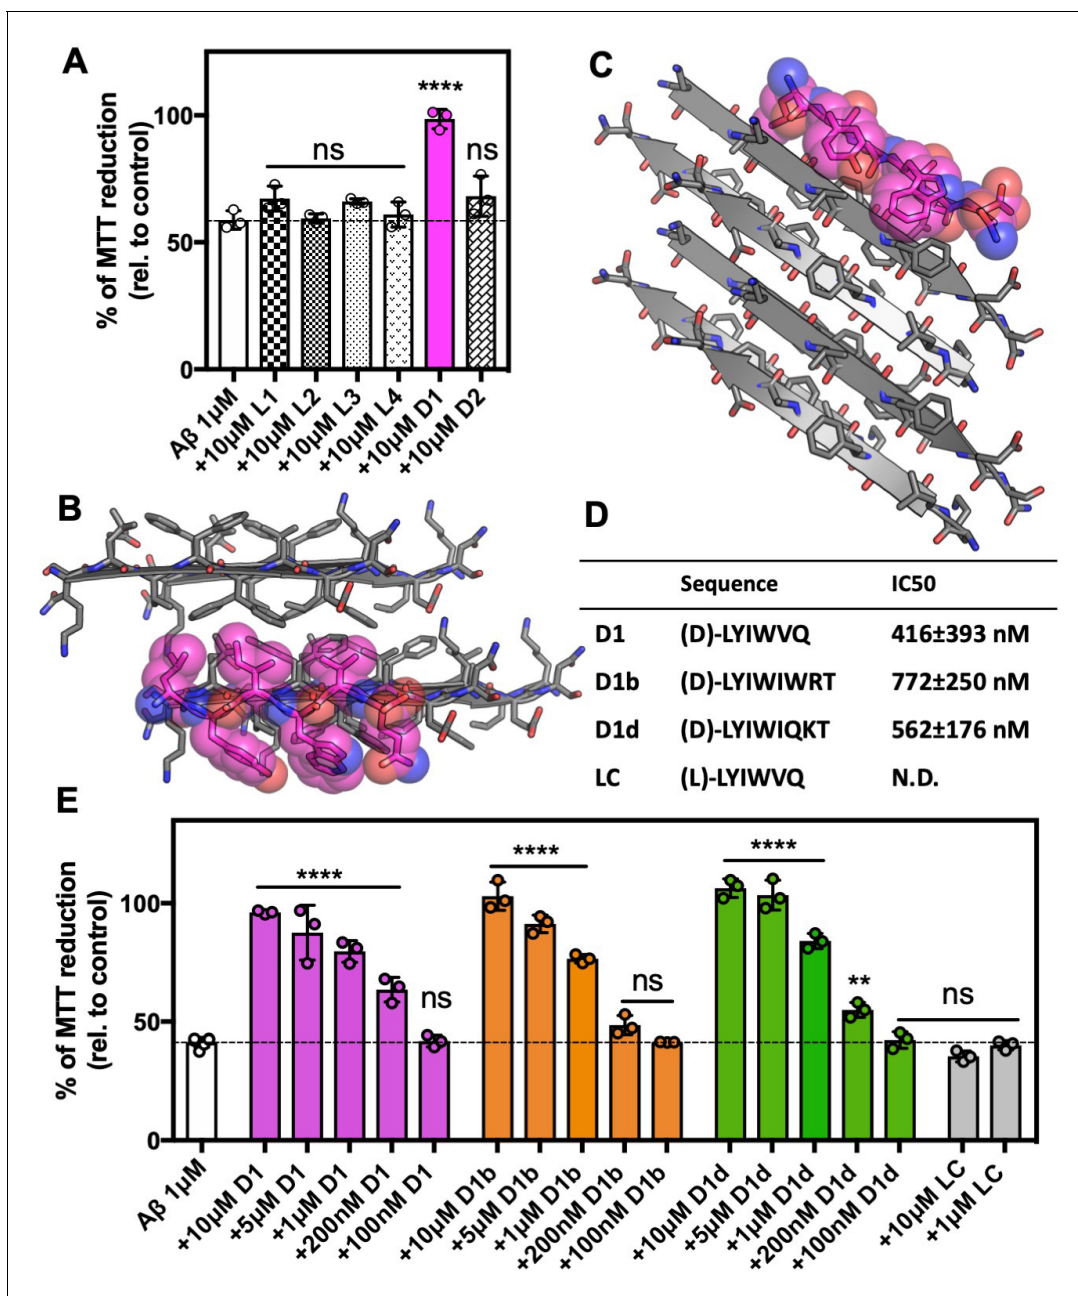 A
% of MTT reduction
(rel. to control)
100
50
0
ns
****
ns
Aβ 1μM
+10μM L1
+10μM L2
+10μM L3
+10μM L4
+10μM D1
+10μM D2
C
B
D
Sequence IC50
D1 (D)-LYIWVQ 416±393 nM
D1b (D)-LYIWIWRT 772±250 nM
D1d (D)-LYIWIQKT 562±176 nM
LC (L)-LYIWVQ N.D.
E
% of MTT reduction
(rel. to control)
100
50
0
****
ns
****
ns
****
**
ns
Aβ 1μM
+10μM D1
+5μM D1
+1μM D1
+200nM D1
+100nM D1
+10μM D1b
+5μM D1b
+1μM D1b
+200nM D1b
+100nM D1b
+10μM D1d
+5μM D1d
+1μM D1d
+200nM D1d
+100nM D1d
+10μM LC
+1μM LC